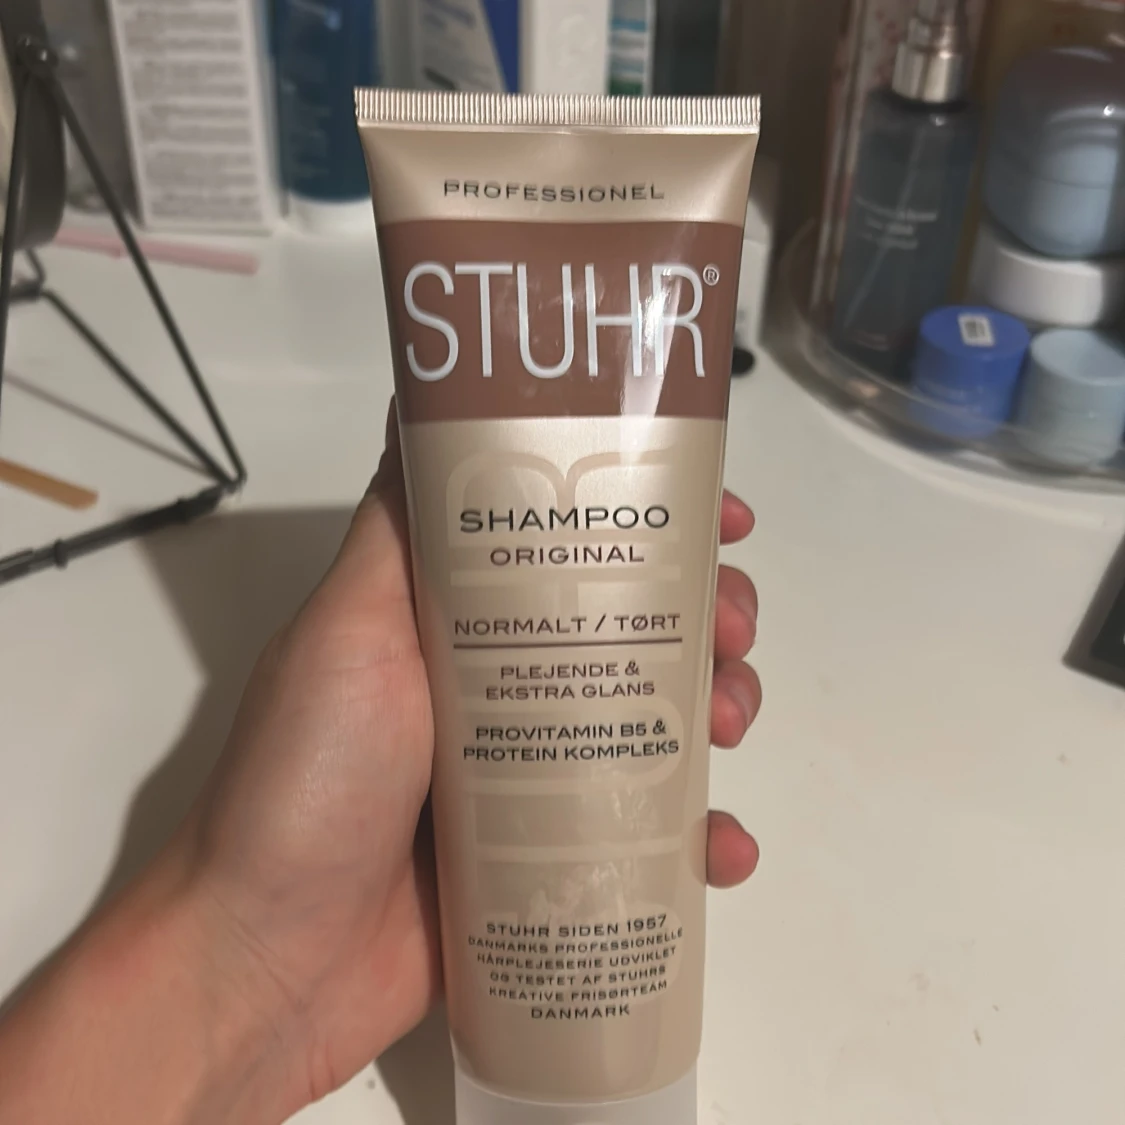 PROFESSIONEL
STUHR®
SHAMPOO
ORIGINAL
NORMALT / TØRT
PLEJENDE &
EKSTRA GLANS
PROVITAMIN B5 &
PROTEIN KOMPLEKS
STUHR SIDEN 1957
DANMARKS PROFESSIONELLE
HÅRPLEJESERIE UDVIKLET
OG TESTET AF STUHRS
KREATIVE FRISØRTEAM
DANMARK